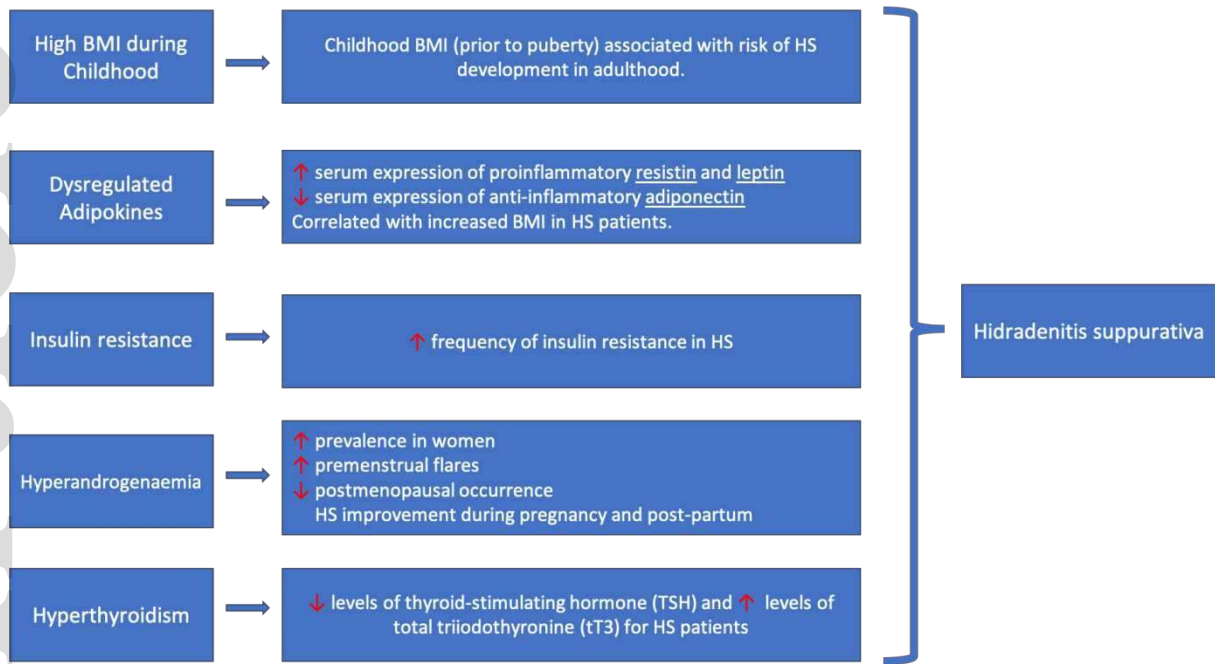 High BMI during
Childhood
Childhood BMI (prior to puberty) associated with risk of HS
development in adulthood.
Dysregulated
Adipokines
↑ serum expression of proinflammatory resistin and leptin
↓ serum expression of anti-inflammatory adiponectin
Correlated with increased BMI in HS patients.
Insulin resistance
↑ frequency of insulin resistance in HS
Hyperandrogenaemia
↑ prevalence in women
↑ premenstrual flares
↓ postmenopausal occurrence
HS improvement during pregnancy and post-partum
Hyperthyroidism
↓ levels of thyroid-stimulating hormone (TSH) and ↑ levels of
total triiodothyronine (tT3) for HS patients
Hidradenitis suppurativa